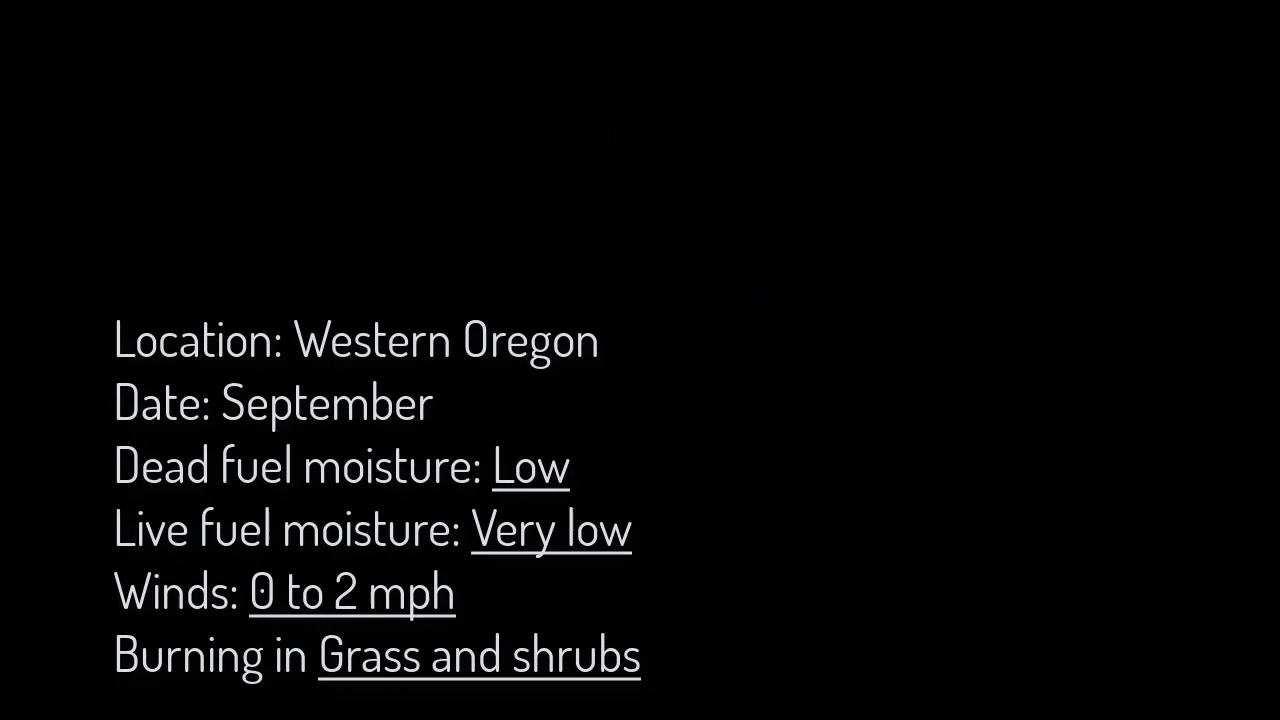 Location: Western Oregon
Date: September
Dead fuel moisture: Low
Live fuel moisture: Very low
Winds: 0 to 2 mph
Burning in Grass and shrubs